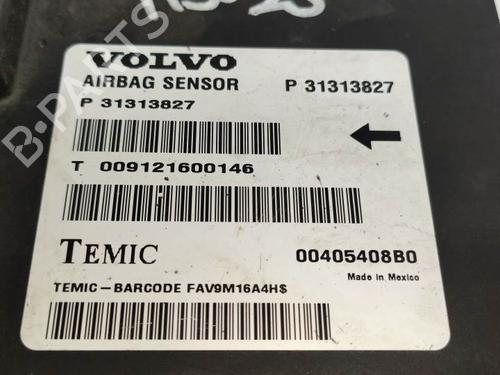 VOLVO
AIRBAG SENSOR P 31313827
P 31313827
T 009121600146
TEMIC 00405408B0
Made in Mexico
TEMIC-BARCODE FAV9M16A4H$
B-PARTS